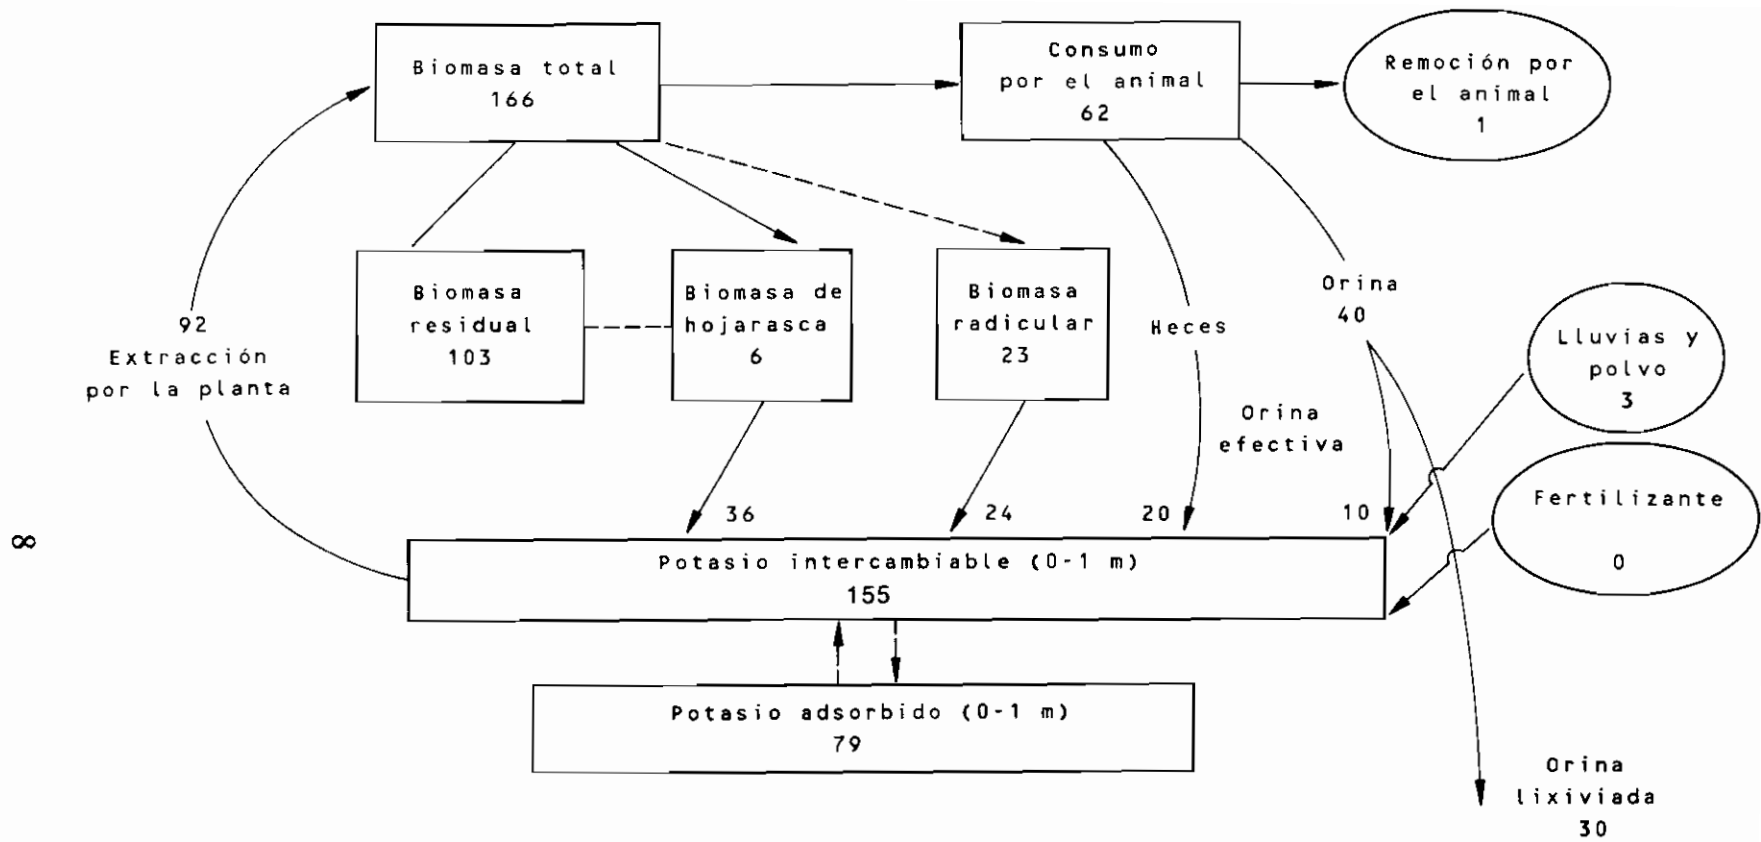 Biomasa total
166
Consumo
por el animal
62
Remoción por
el animal
1
92
Extracción
por la planta
Biomasa
residual
103
Biomasa de
hojarasca
6
Biomasa
radicular
23
Heces
Orina
40
Lluvias y
polvo
3
Orina
efectiva
Fertilizante
0
36
24
20
10
Potasio intercambiable (0-1 m)
155
Potasio adsorbido (0-1 m)
79
Orina
lixiviada
30
8